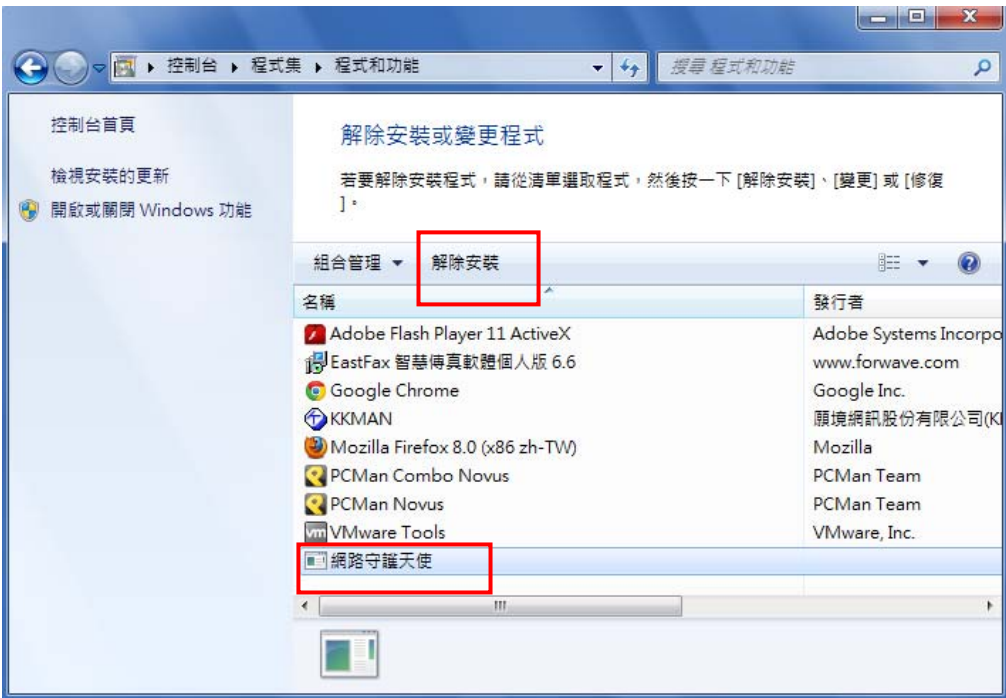 控制台 ▸ 程式集 ▸ 程式和功能
搜尋 程式和功能
控制台首頁
檢視安裝的更新
開啟或關閉 Windows 功能
解除安裝或變更程式
若要解除安裝程式,請從清單選取程式,然後按一下 [解除安裝]、[變更] 或 [修復
]。
組合管理 解除安裝
名稱 發行者
Adobe Flash Player 11 ActiveX Adobe Systems Incorpo
EastFax 智慧傳真軟體個人版 6.6 www.forwave.com
Google Chrome Google Inc.
KKMAN 願境網訊股份有限公司(KK
Mozilla Firefox 8.0 (x86 zh-TW) Mozilla
PCMan Combo Novus PCMan Team
PCMan Novus PCMan Team
vm VMware Tools VMware, Inc.
網路守護天使